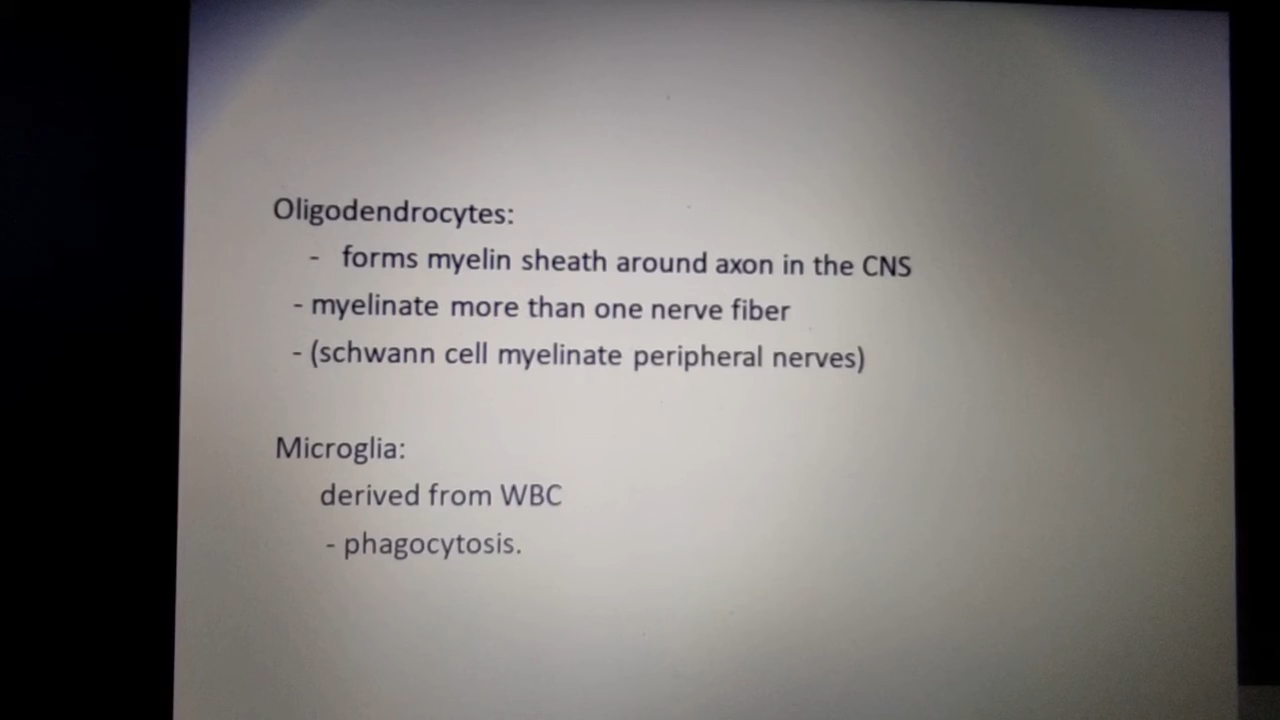 Oligodendrocytes:
- forms myelin sheath around axon in the CNS
- myelinate more than one nerve fiber
- (schwann cell myelinate peripheral nerves)
Microglia:
derived from WBC
- phagocytosis.